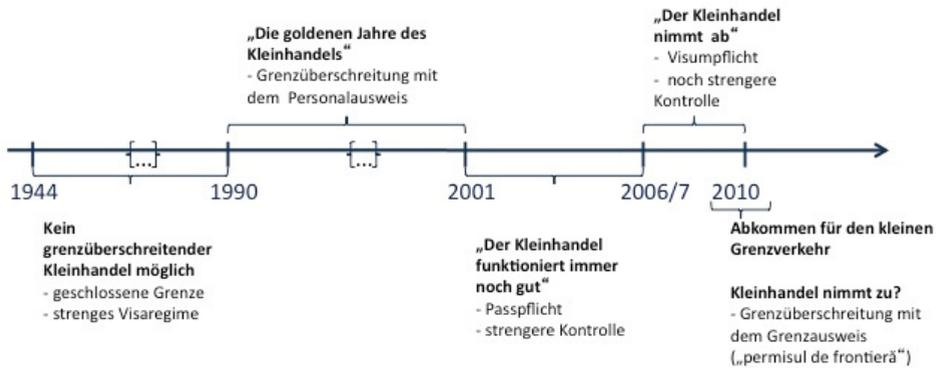 „Die goldenen Jahre des
Kleinhandels“
- Grenzüberschreitung mit
dem Personalausweis
„Der Kleinhandel
nimmt ab“
- Visumpflicht
- noch strengere
Kontrolle
[...]
[...]
1944
1990
2001
2006/7
2010
Kein
grenzüberschreitender
Kleinhandel möglich
- geschlossene Grenze
- strenges Visaregime
„Der Kleinhandel
funktioniert immer
noch gut“
- Passpflicht
- strengere Kontrolle
Abkommen für den kleinen
Grenzverkehr
Kleinhandel nimmt zu?
- Grenzüberschreitung mit
dem Grenzausweis
(„permisul de frontieră“)